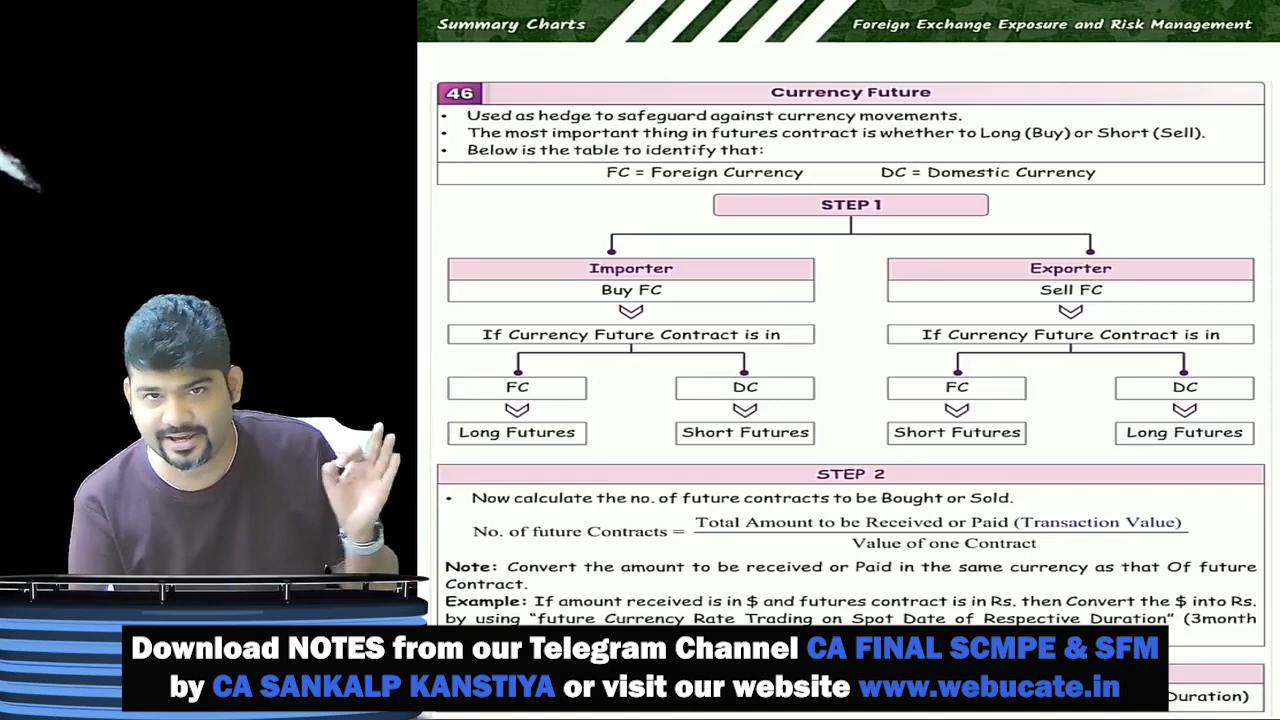 Summary Charts
Foreign Exchange Exposure and Risk Management
46
Currency Future
• Used as hedge to safeguard against currency movements.
• The most important thing in futures contract is whether to Long (Buy) or Short (Sell).
• Below is the table to identify that:
FC = Foreign Currency DC = Domestic Currency
STEP 1
Importer
Buy FC
If Currency Future Contract is in
FC
DC
Long Futures
Short Futures
Exporter
Sell FC
If Currency Future Contract is in
FC
DC
Short Futures
Long Futures
STEP 2
• Now calculate the no. of future contracts to be Bought or Sold.
No. of future Contracts = Total Amount to be Received or Paid (Transaction Value)
Value of one Contract
Note: Convert the amount to be received or Paid in the same currency as that Of future
Contract.
Example: If amount received is in $ and futures contract is in Rs. then Convert the $ into Rs.
by using “future Currency Rate Trading on Spot Date of Respective Duration” (3month
Duration)
Download NOTES from our Telegram Channel CA FINAL SCMPE & SFM
by CA SANKALP KANSTIYA or visit our website www.webucate.in